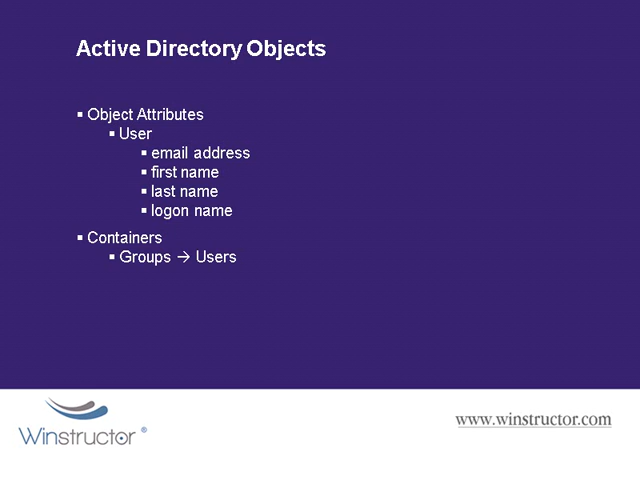 Active Directory Objects
▪ Object Attributes
▪ User
▪ email address
▪ first name
▪ last name
▪ logon name
▪ Containers
▪ Groups → Users
Winstructor ®
www.winstructor.com